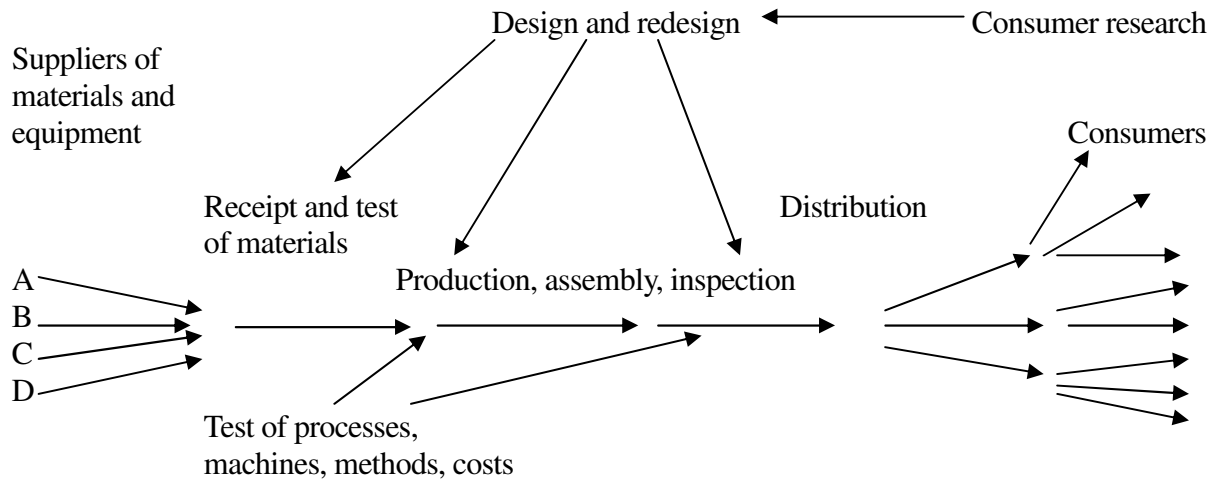 Design and redesign
Consumer research
Suppliers of
materials and
equipment
Consumers
Receipt and test
of materials
Distribution
Production, assembly, inspection
A
B
C
D
Test of processes,
machines, methods, costs